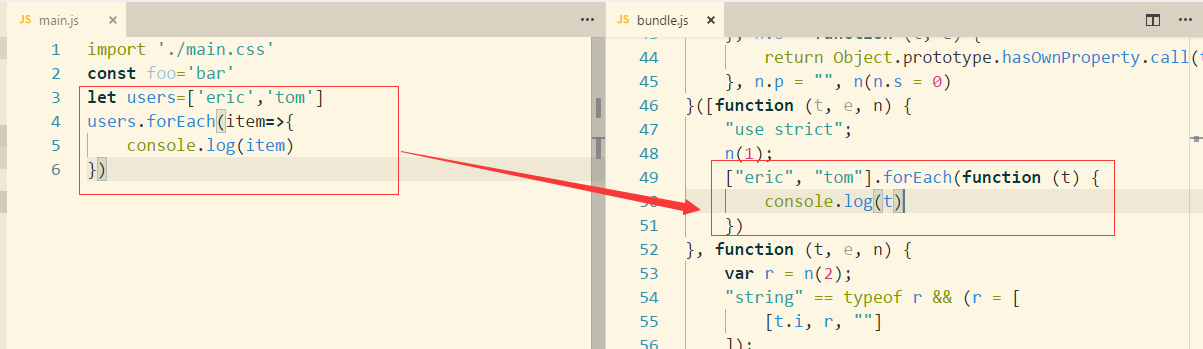 JS main.js × ...
1 import './main.css'
2 const foo='bar'
3 let users=['eric','tom']
4 users.forEach(item=>{
5 console.log(item)
6 })
JS bundle.js × ...
44 return Object.prototype.hasOwnProperty.call(
45 }, n.p = "", n(n.s = 0)
46 }([function (t, e, n) {
47 "use strict";
48 n(1);
49 ["eric", "tom"].forEach(function (t) {
50 console.log(t)
51 })
52 }, function (t, e, n) {
53 var r = n(2);
54 "string" == typeof r && (r = [
55 [t.i, r, ""]
56 ]);